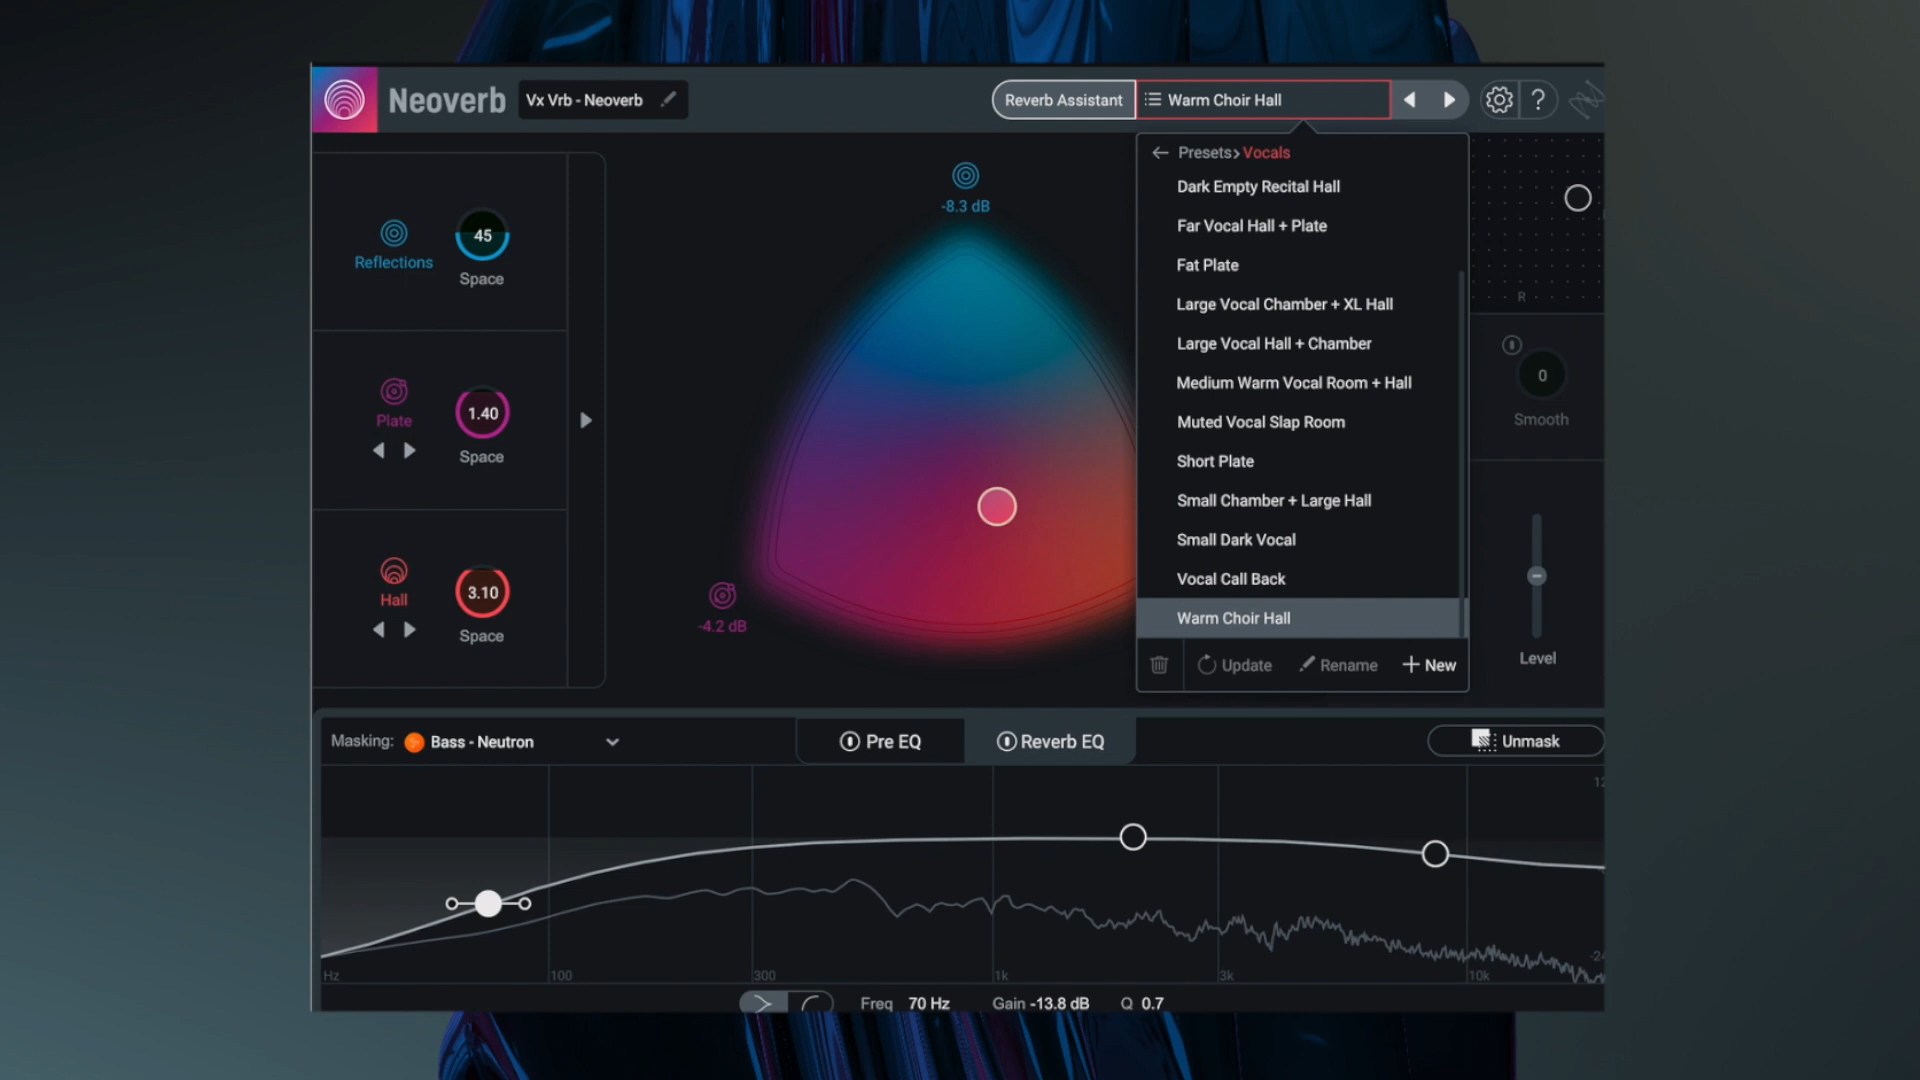 Neoverb
Vx Vrb - Neoverb
Reverb Assistant
Warm Choir Hall
?
Presets > Vocals
Dark Empty Recital Hall
Far Vocal Hall + Plate
Fat Plate
Large Vocal Chamber + XL Hall
Large Vocal Hall + Chamber
Medium Warm Vocal Room + Hall
Muted Vocal Slap Room
Short Plate
Small Chamber + Large Hall
Small Dark Vocal
Vocal Call Back
Warm Choir Hall
Update
Rename
+ New
Reflections
45
Space
Plate
1.40
Space
Hall
3.10
Space
-8.3 dB
-4.2 dB
R
0
Smooth
Level
Masking: Bass - Neutron
Pre EQ
Reverb EQ
Unmask
12
-24
Hz 100 300 1k 3k 10k
Freq 70 Hz Gain -13.8 dB Q 0.7